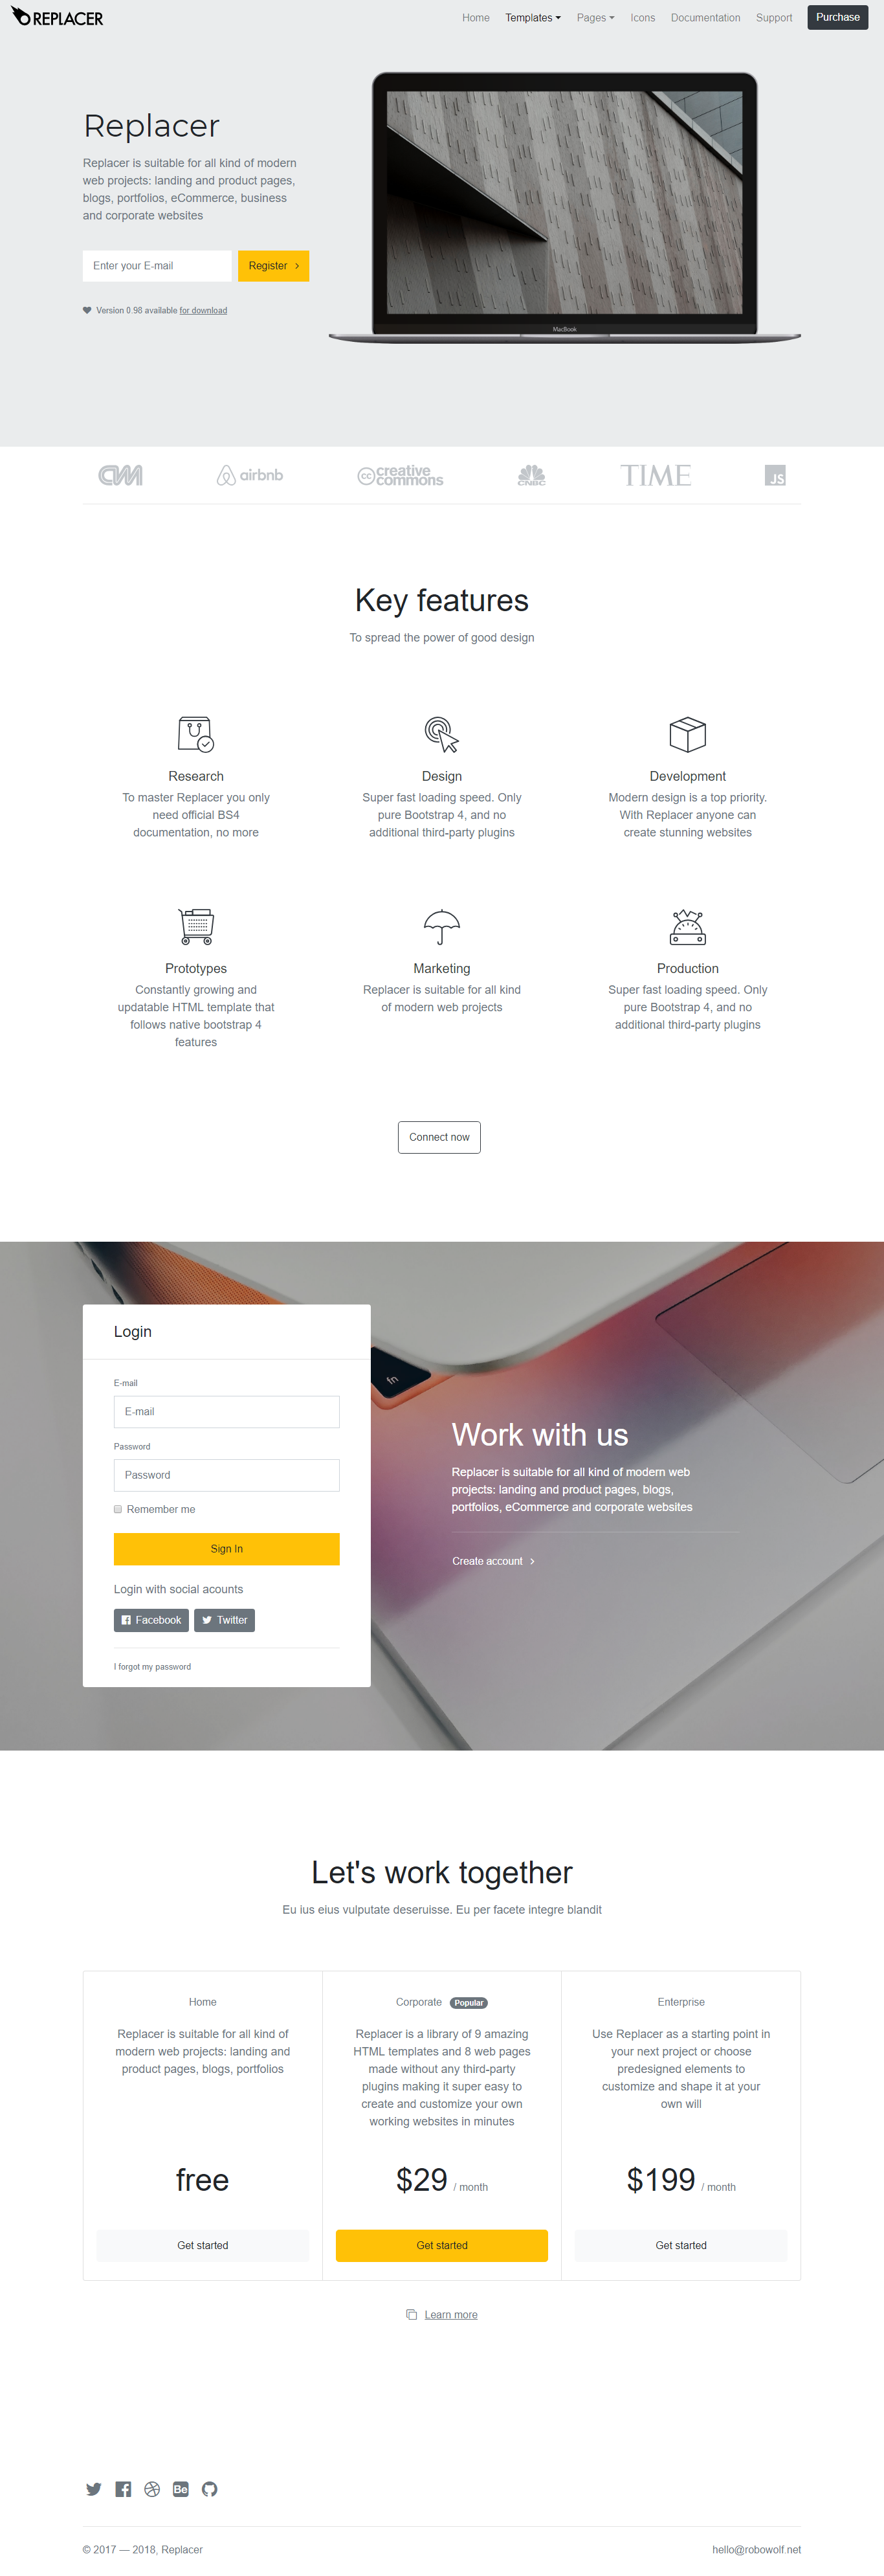 REPLACER
Home Templates Pages Icons Documentation Support Purchase
Replacer
Replacer is suitable for all kind of modern
web projects: landing and product pages,
blogs, portfolios, eCommerce, business
and corporate websites
Enter your E-mail Register
Version 0.98 available for download
MacBook
CNN airbnb cc creative commons CNBC TIME JS
Key features
To spread the power of good design
Research
To master Replacer you only
need official BS4
documentation, no more
Design
Super fast loading speed. Only
pure Bootstrap 4, and no
additional third-party plugins
Development
Modern design is a top priority.
With Replacer anyone can
create stunning websites
Prototypes
Constantly growing and
updatable HTML template that
follows native bootstrap 4
features
Marketing
Replacer is suitable for all kind
of modern web projects
Production
Super fast loading speed. Only
pure Bootstrap 4, and no
additional third-party plugins
Connect now
Login
E-mail
E-mail
Password
Password
Remember me
Sign In
Login with social acounts
Facebook Twitter
I forgot my password
fn
Work with us
Replacer is suitable for all kind of modern web
projects: landing and product pages, blogs,
portfolios, eCommerce and corporate websites
Create account
Let's work together
Eu ius eius vulputate deseruisse. Eu per facete integre blandit
Home
Replacer is suitable for all kind of
modern web projects: landing and
product pages, blogs, portfolios
free
Get started
Corporate Popular
Replacer is a library of 9 amazing
HTML templates and 8 web pages
made without any third-party
plugins making it super easy to
create and customize your own
working websites in minutes
$29 / month
Get started
Enterprise
Use Replacer as a starting point in
your next project or choose
predesigned elements to
customize and shape it at your
own will
$199 / month
Get started
Learn more
Be
© 2017 — 2018, Replacer
hello@robowolf.net